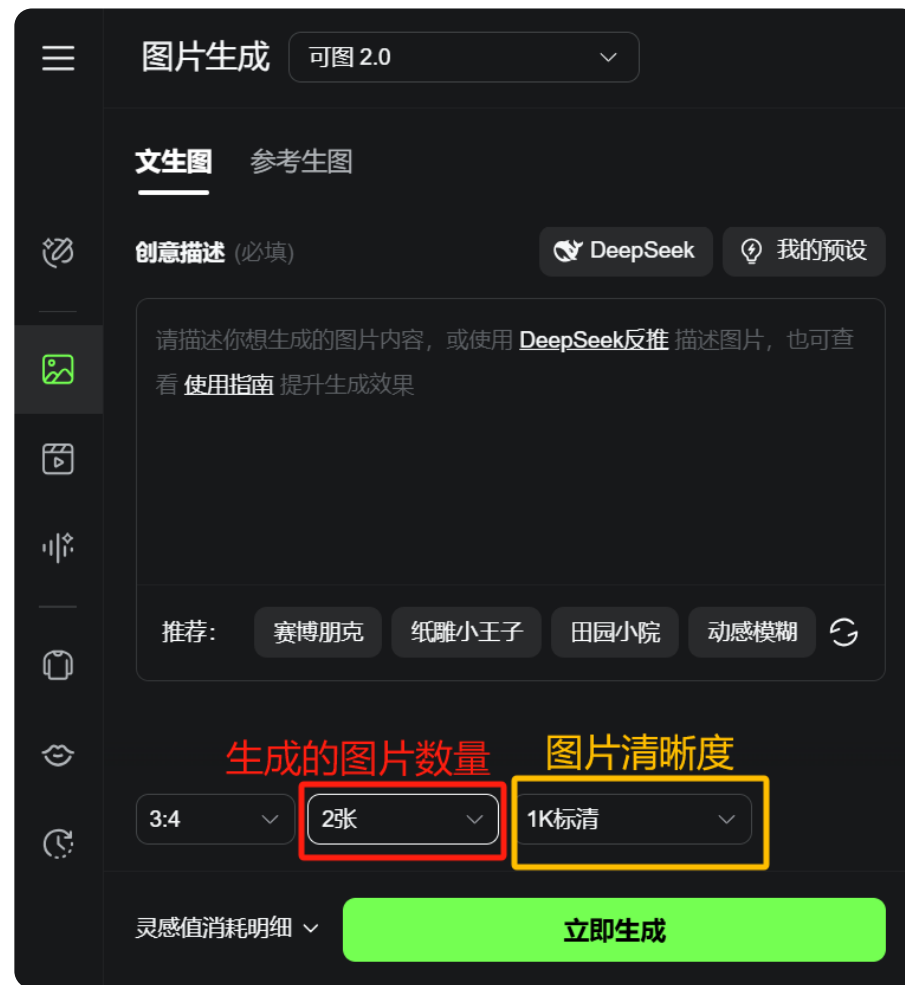 图片生成 可图 2.0
文生图 参考生图
创意描述 (必填) DeepSeek 我的预设
请描述你想生成的图片内容，或使用 DeepSeek反推 描述图片，也可查
看 使用指南 提升生成效果
推荐： 赛博朋克 纸雕小王子 田园小院 动感模糊
生成的图片数量 图片清晰度
3:4 2张 1K标清
灵感值消耗明细 立即生成